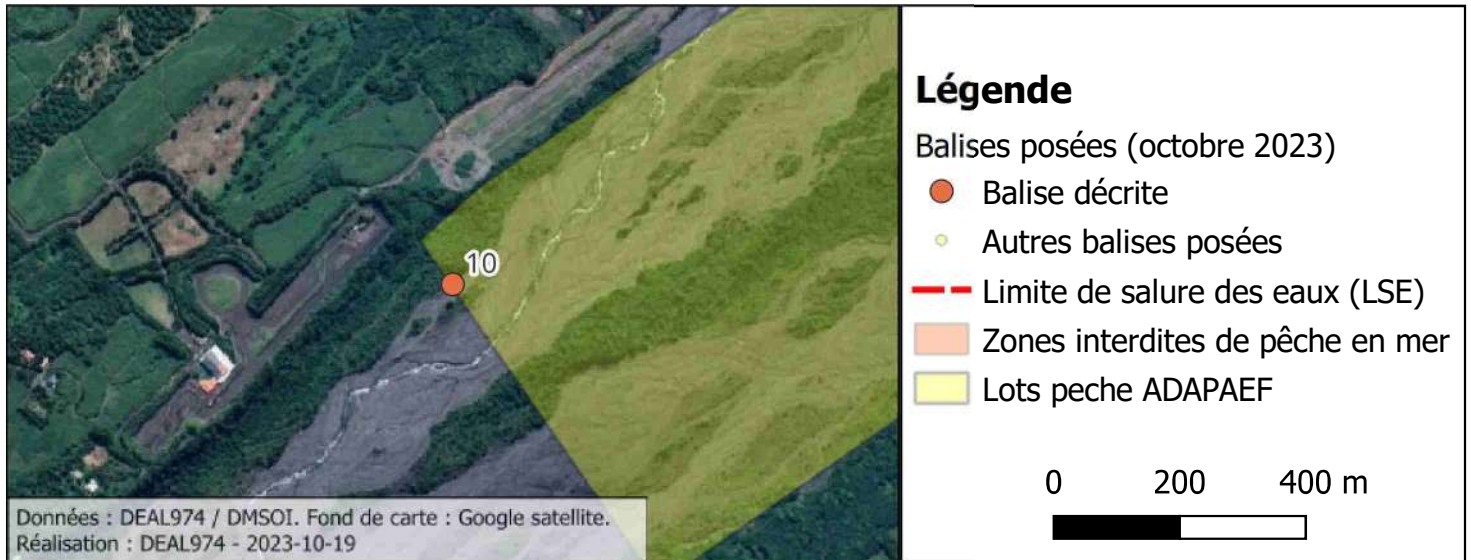 10
Données : DEAL974 / DMSOI. Fond de carte : Google satellite.
Réalisation : DEAL974 - 2023-10-19
Légende
Balises posées (octobre 2023)
Balise décrite
Autres balises posées
Limite de salure des eaux (LSE)
Zones interdites de pêche en mer
Lots peche ADAPAEF
0 200 400 m